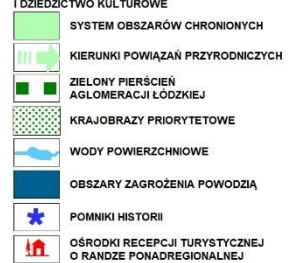 I DZIEDZICTWO KULTUROWE
SYSTEM OBSZARÓW CHRONIONYCH
KIERUNKI POWIĄZAŃ PRZYRODNICZYCH
ZIELONY PIERŚCIEŃ
AGLOMERACJI ŁÓDZKIEJ
KRAJOBRAZY PRIORYTETOWE
WODY POWIERZCHNIOWE
OBSZARY ZAGROŻENIA POWODZIĄ
POMNIKI HISTORII
OŚRODKI RECEPCJI TURYSTYCZNEJ
O RANDZE PONADREGIONALNEJ